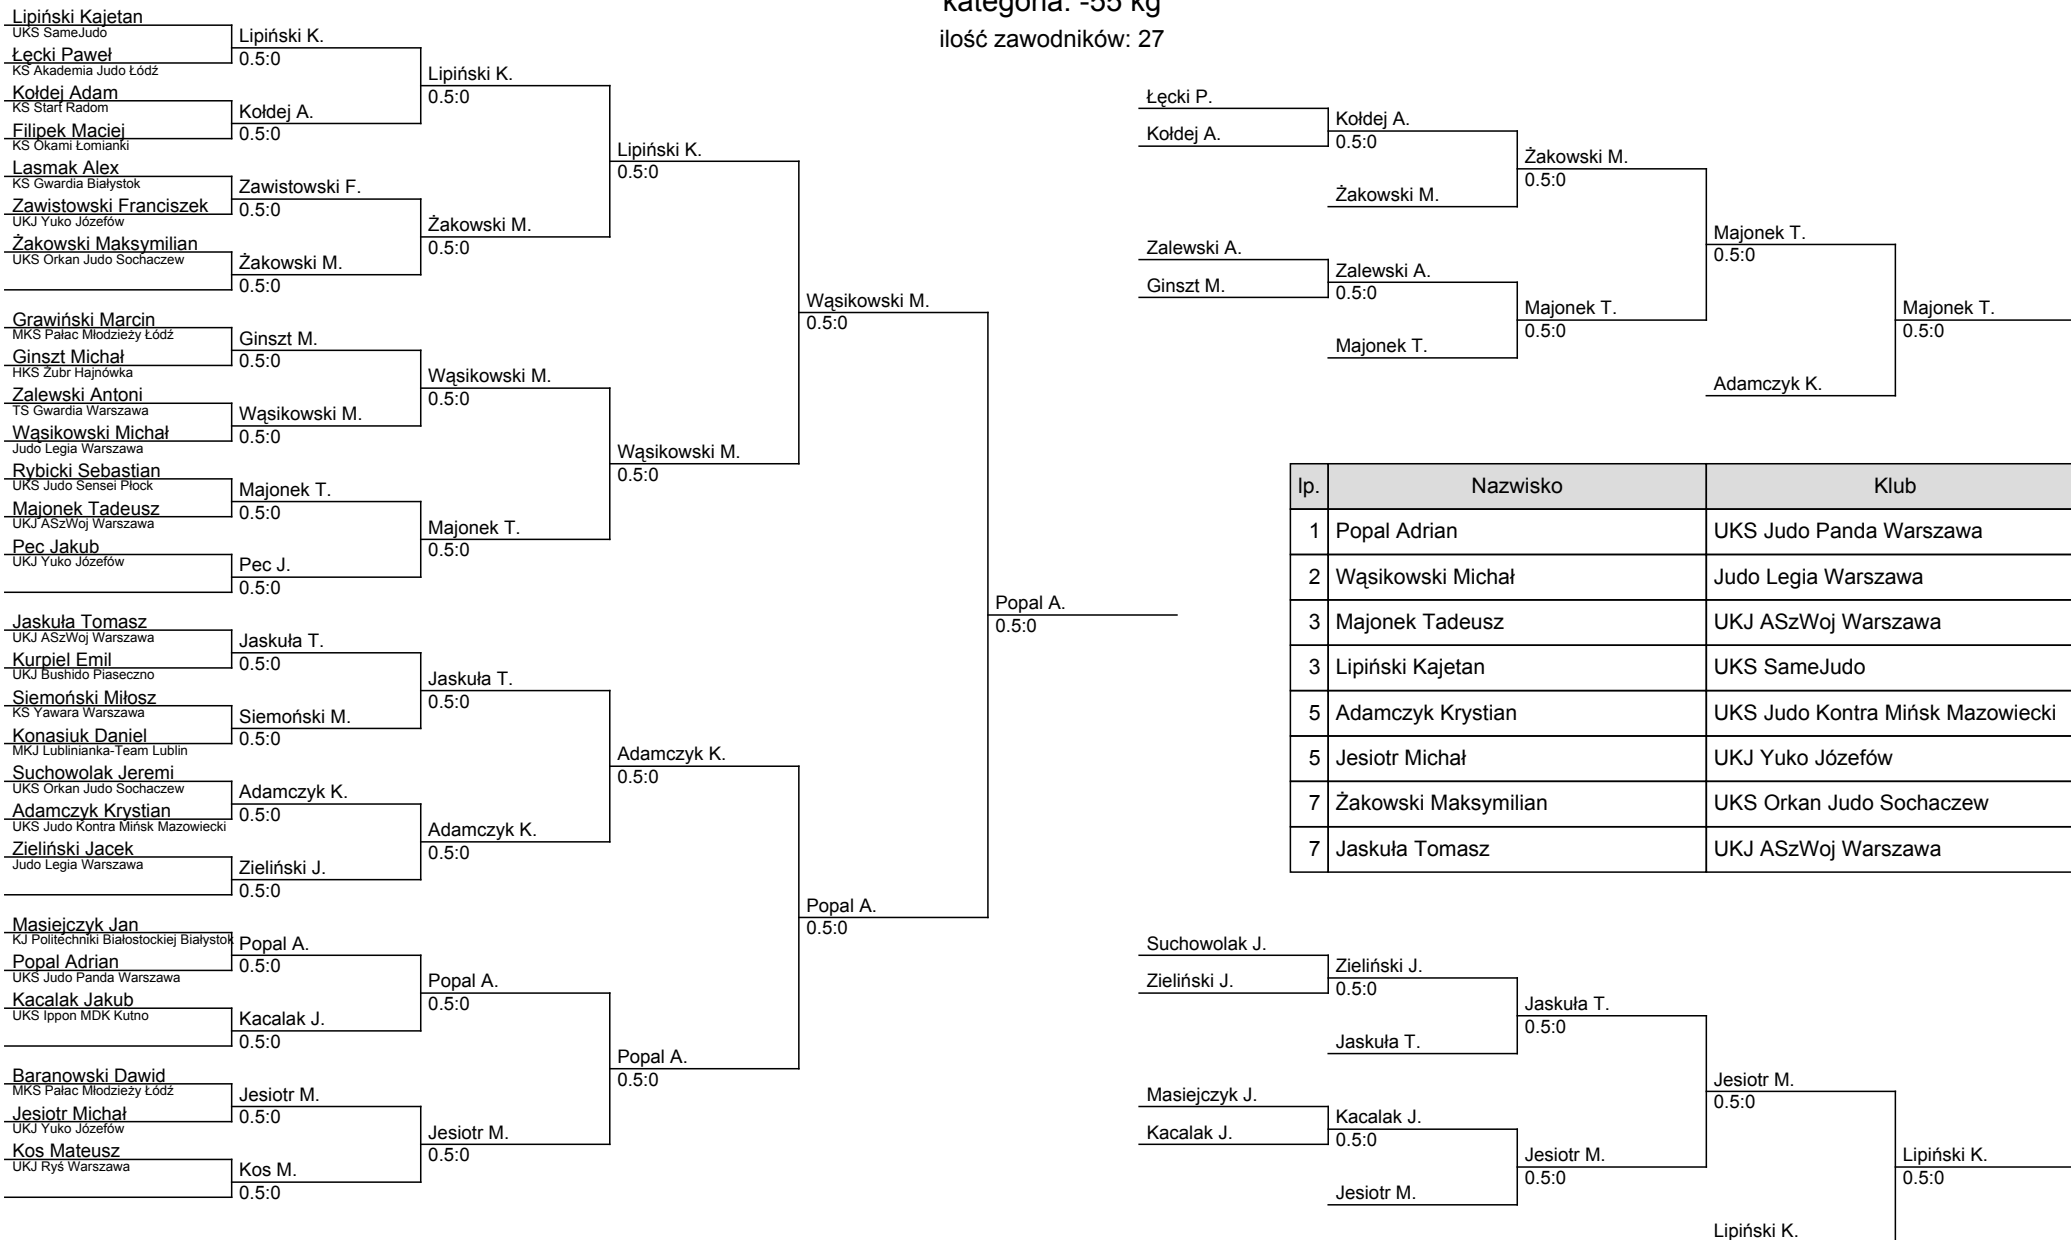 kategoria: -55 kg
ilość zawodników: 27
Lipiński Kajetan
UKS SameJudo
Łęcki Paweł
KS Akademia Judo Łódź
Kołdej Adam
KS Start Radom
Filipek Maciej
KS Okami Łomianki
Lasmak Alex
KS Gwardia Białystok
Zawistowski Franciszek
UKJ Yuko Józefów
Żakowski Maksymilian
UKS Orkan Judo Sochaczew
Grawiński Marcin
MKS Pałac Młodzieży Łódź
Ginszt Michał
HKS Żubr Hajnówka
Zalewski Antoni
TS Gwardia Warszawa
Wąsikowski Michał
Judo Legia Warszawa
Rybicki Sebastian
UKS Judo Sensei Płock
Majonek Tadeusz
UKJ ASzWoj Warszawa
Pec Jakub
UKJ Yuko Józefów
Jaskuła Tomasz
UKJ ASzWoj Warszawa
Kurpiel Emil
UKJ Bushido Piaseczno
Siemoński Miłosz
KS Yawara Warszawa
Konasiuk Daniel
MKJ Lublinianka-Team Lublin
Suchowolak Jeremi
UKS Orkan Judo Sochaczew
Adamczyk Krystian
UKS Judo Kontra Mińsk Mazowiecki
Zieliński Jacek
Judo Legia Warszawa
Masiejczyk Jan
KJ Politechniki Białostockiej Białystok
Popal Adrian
UKS Judo Panda Warszawa
Kacalak Jakub
UKS Ippon MDK Kutno
Baranowski Dawid
MKS Pałac Młodzieży Łódź
Jesiotr Michał
UKJ Yuko Józefów
Kos Mateusz
UKJ Ryś Warszawa
Lipiński K.
0.5:0
Kołdej A.
0.5:0
Zawistowski F.
0.5:0
Żakowski M.
0.5:0
Ginszt M.
0.5:0
Wąsikowski M.
0.5:0
Majonek T.
0.5:0
Pec J.
0.5:0
Jaskuła T.
0.5:0
Siemoński M.
0.5:0
Adamczyk K.
0.5:0
Zieliński J.
0.5:0
Popal A.
0.5:0
Kacalak J.
0.5:0
Jesiotr M.
0.5:0
Kos M.
0.5:0
Lipiński K.
0.5:0
Żakowski M.
0.5:0
Wąsikowski M.
0.5:0
Majonek T.
0.5:0
Jaskuła T.
0.5:0
Adamczyk K.
0.5:0
Popal A.
0.5:0
Jesiotr M.
0.5:0
Lipiński K.
0.5:0
Wąsikowski M.
0.5:0
Adamczyk K.
0.5:0
Popal A.
0.5:0
Wąsikowski M.
0.5:0
Popal A.
0.5:0
Popal A.
0.5:0
Łęcki P.
Kołdej A.
Zalewski A.
Ginszt M.
Kołdej A.
0.5:0
Żakowski M.
Zalewski A.
0.5:0
Majonek T.
Żakowski M.
0.5:0
Majonek T.
0.5:0
Majonek T.
0.5:0
Adamczyk K.
Majonek T.
0.5:0
lp. Nazwisko Klub
1 Popal Adrian UKS Judo Panda Warszawa
2 Wąsikowski Michał Judo Legia Warszawa
3 Majonek Tadeusz UKJ ASzWoj Warszawa
3 Lipiński Kajetan UKS SameJudo
5 Adamczyk Krystian UKS Judo Kontra Mińsk Mazowiecki
5 Jesiotr Michał UKJ Yuko Józefów
7 Żakowski Maksymilian UKS Orkan Judo Sochaczew
7 Jaskuła Tomasz UKJ ASzWoj Warszawa
Suchowolak J.
Zieliński J.
Masiejczyk J.
Kacalak J.
Zieliński J.
0.5:0
Jaskuła T.
Kacalak J.
0.5:0
Jesiotr M.
Jaskuła T.
0.5:0
Jesiotr M.
0.5:0
Jesiotr M.
0.5:0
Lipiński K.
Lipiński K.
0.5:0